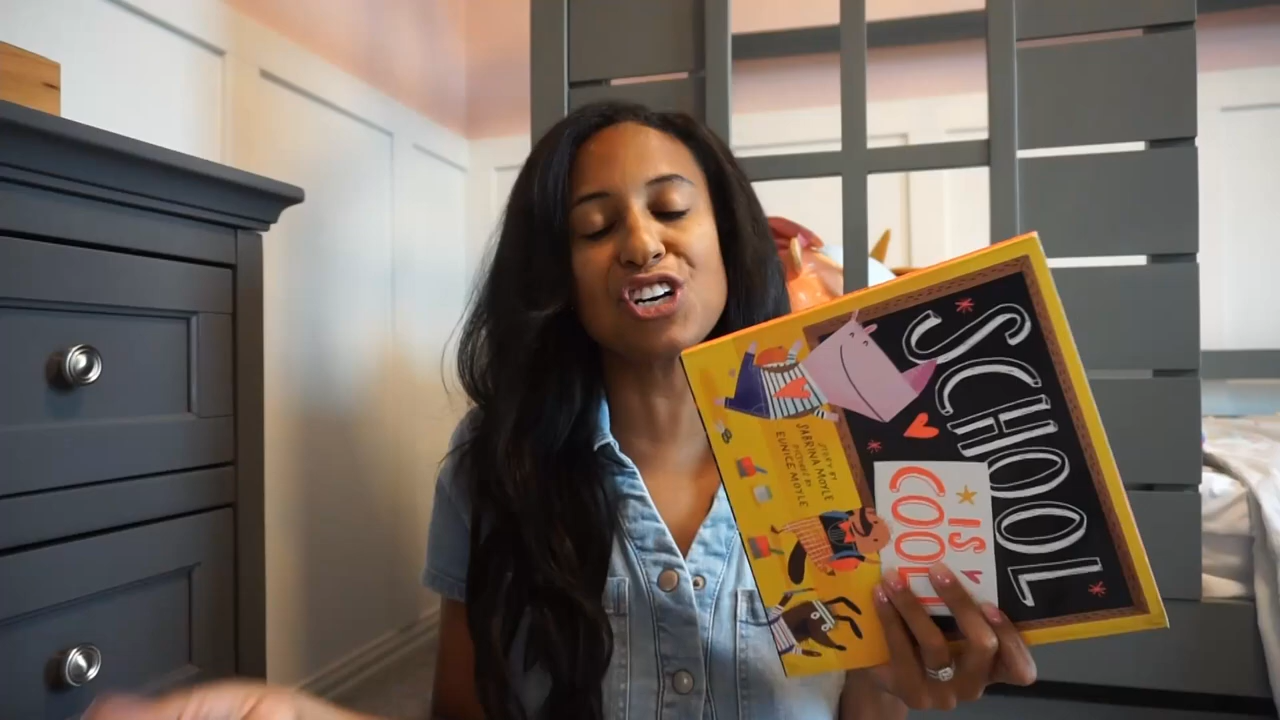 SCHOOL
IS
COOL
STORY BY
SABRINA MOYLE
PICTURES BY
EUNICE MOYLE